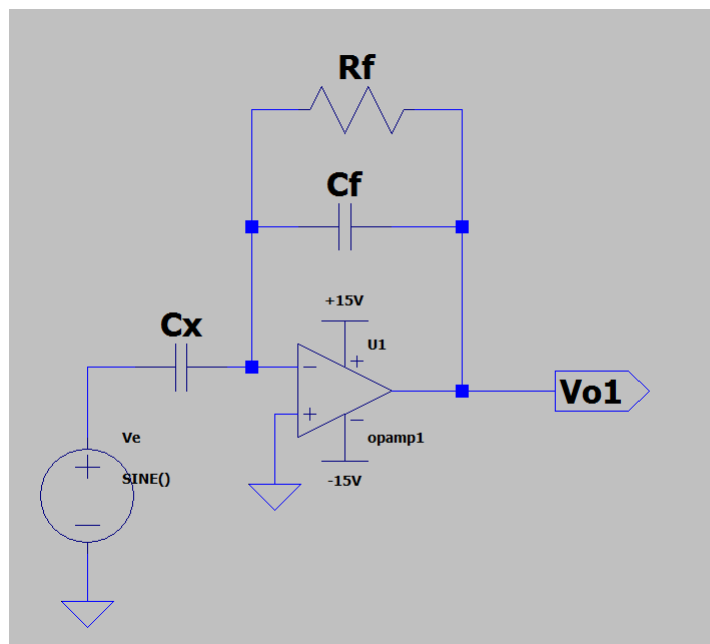 Rf
Cf
+15V
Cx
U1
+
−
Vo1
+
Ve
+
−
opamp1
SINE()
-15V
−